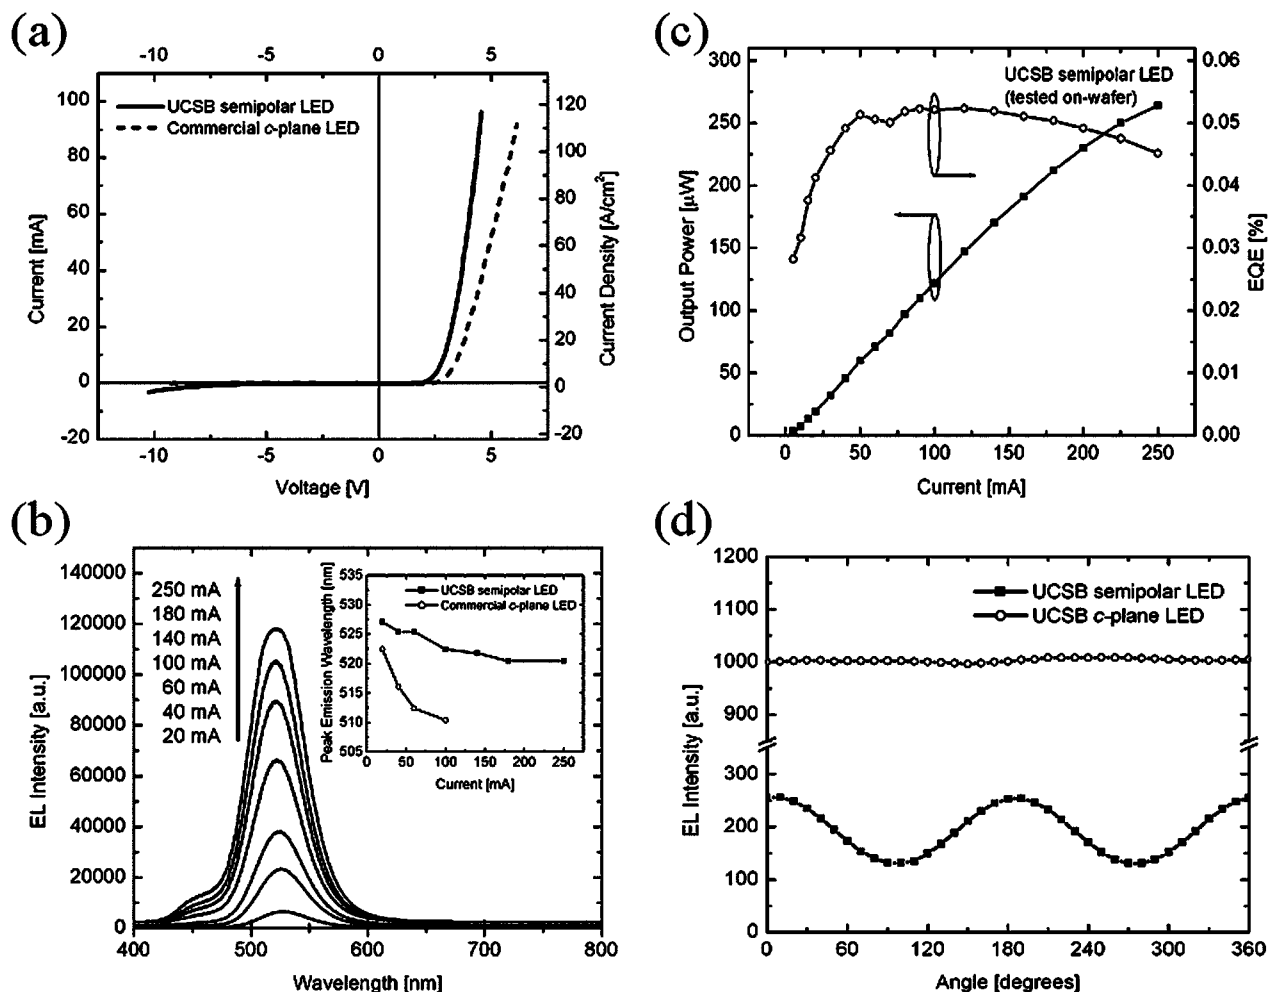 (a)
-10 -5 0 5
UCSB semipolar LED
Commercial c-plane LED
100
80
60
40
20
0
-20
120
100
80
60
40
20
0
-20
Current [mA]
Current Density [A/cm²]
-10 -5 0 5
Voltage [V]
(c)
300
250
200
150
100
50
0
0.06
0.05
0.04
0.03
0.02
0.01
0.00
UCSB semipolar LED
(tested on-wafer)
Output Power [μW]
EQE [%]
0 50 100 150 200 250
Current [mA]
(b)
140000
120000
100000
80000
60000
40000
20000
0
250 mA
180 mA
140 mA
100 mA
60 mA
40 mA
20 mA
EL Intensity [a.u.]
535
530
525
520
515
510
505
UCSB semipolar LED
Commercial c-plane LED
Peak Emission Wavelength [nm]
0 50 100 150 200 250
Current [mA]
400 500 600 700 800
Wavelength [nm]
(d)
1200
1100
1000
900
300
200
100
0
UCSB semipolar LED
UCSB c-plane LED
EL Intensity [a.u.]
0 60 120 180 240 300 360
Angle [degrees]